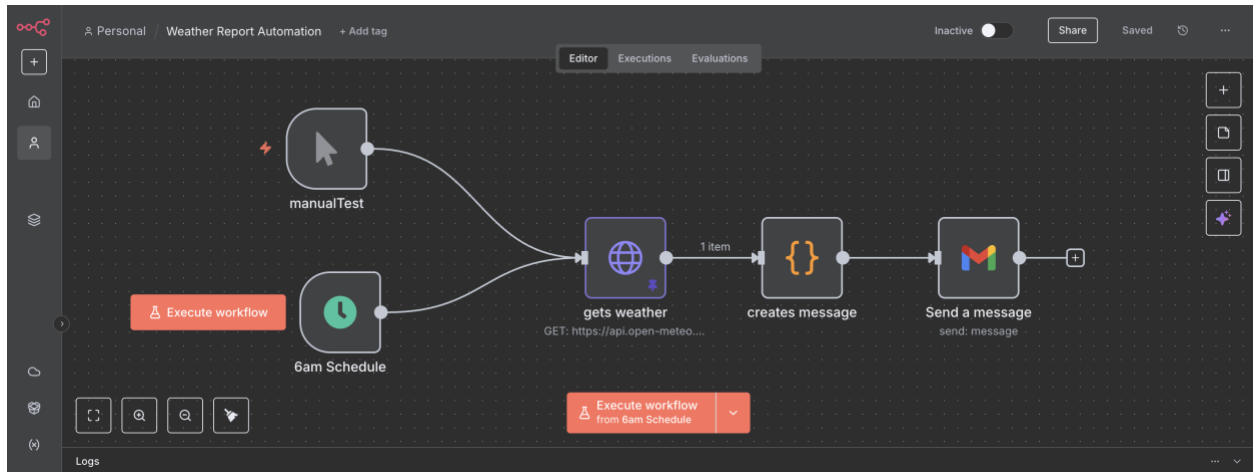 Personal / Weather Report Automation + Add tag
Inactive
Share
Saved
...
Editor Executions Evaluations
manualTest
Execute workflow
6am Schedule
1 item
gets weather
GET: https://api.open-meteo....
creates message
Send a message
send: message
Execute workflow
from 6am Schedule
Logs
...